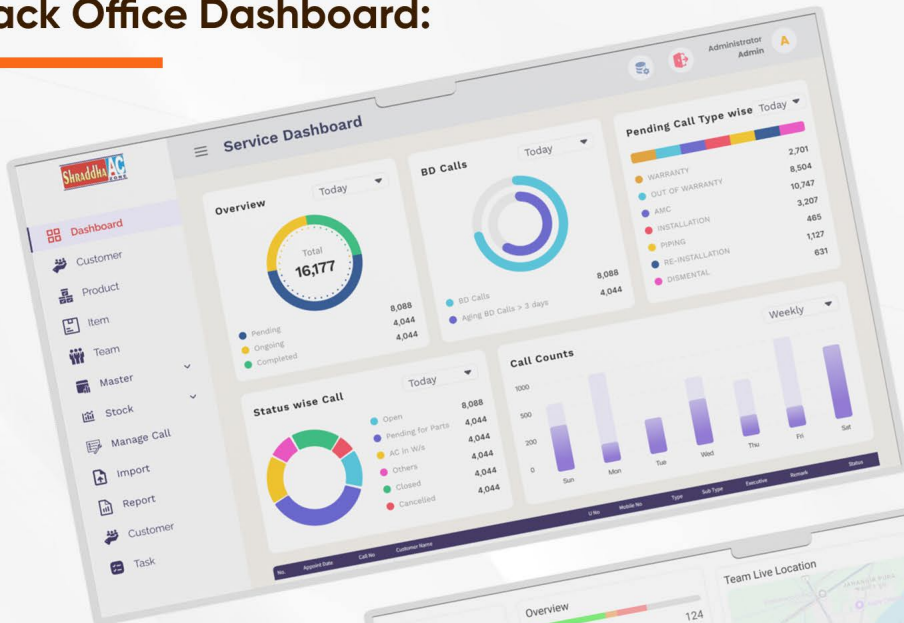 ack Office Dashboard:
Shraddha AC
ZONE
Service Dashboard
Administrator
Admin
A
Dashboard
Customer
Product
Item
Team
Master
Stock
Manage Call
Import
Report
Customer
Task
Overview
Today
Total
16,177
Pending 8,088
Ongoing 4,044
Completed 4,044
BD Calls
Today
BD Calls 8,088
Aging BD Calls > 3 days 4,044
Pending Call Type wise Today
WARRANTY 2,701
OUT OF WARRANTY 8,504
AMC 10,747
INSTALLATION 3,207
PIPING 465
RE-INSTALLATION 1,127
DISMENTAL 631
Status wise Call
Today
Open 8,088
Pending for Parts 4,044
AC in W/s 4,044
Others 4,044
Closed 4,044
Cancelled 4,044
Call Counts
Weekly
1000
500
200
0
Sun Mon Tue Wed Thu Fri Sat
No. Appoint Date Call No Customer Name U No Mobile No Type Sub Type Executive Remark Status
Overview
124
Team Live Location